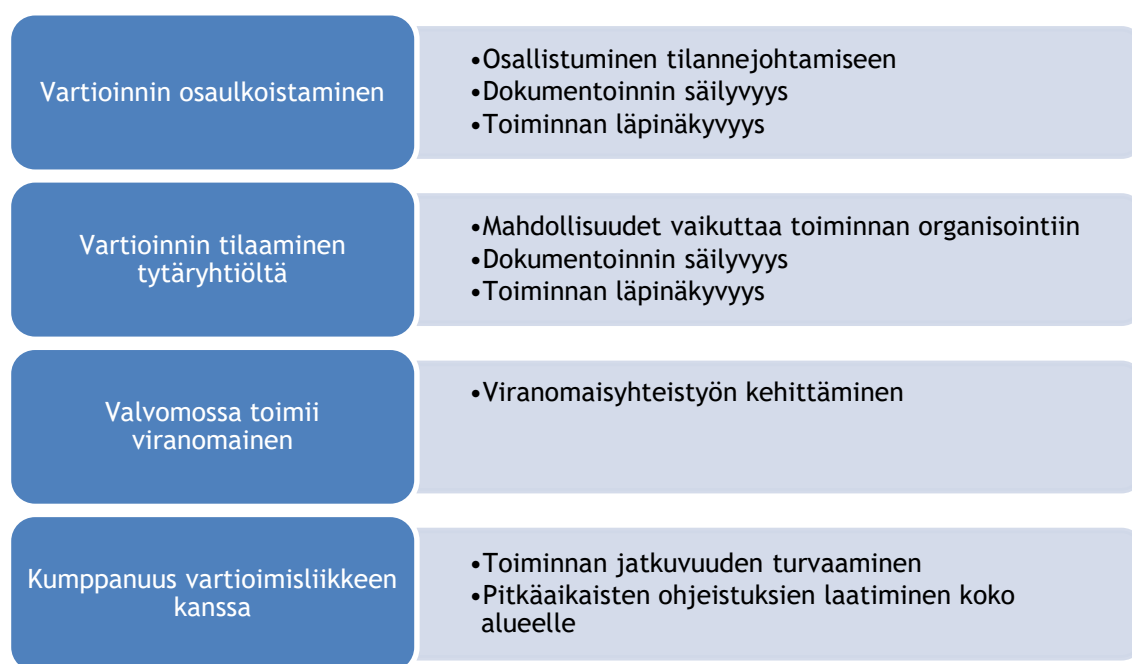 Vartioinnin osaulkoistaminen
•Osallistuminen tilannejohtamiseen
•Dokumentoinnin säilyvyys
•Toiminnan läpinäkyvyys
Vartioinnin tilaaminen
tytäryhtiöltä
•Mahdollisuudet vaikuttaa toiminnan organisointiin
•Dokumentoinnin säilyvyys
•Toiminnan läpinäkyvyys
Valvomossa toimii
viranomainen
•Viranomaisyhteistyön kehittäminen
Kumppanuus vartioimisliikkeen
kanssa
•Toiminnan jatkuvuuden turvaaminen
•Pitkäaikaisten ohjeistuksien laatiminen koko
alueelle